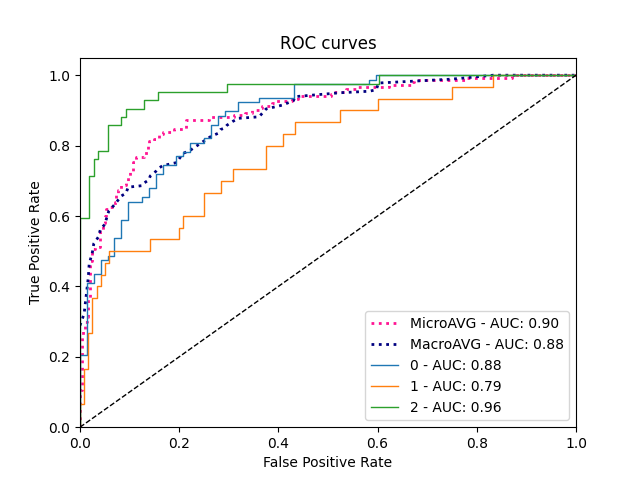 ROC curves
True Positive Rate
1.0
0.8
0.6
0.4
0.2
0.0
MicroAVG - AUC: 0.90
MacroAVG - AUC: 0.88
0 - AUC: 0.88
1 - AUC: 0.79
2 - AUC: 0.96
0.0 0.2 0.4 0.6 0.8 1.0
False Positive Rate